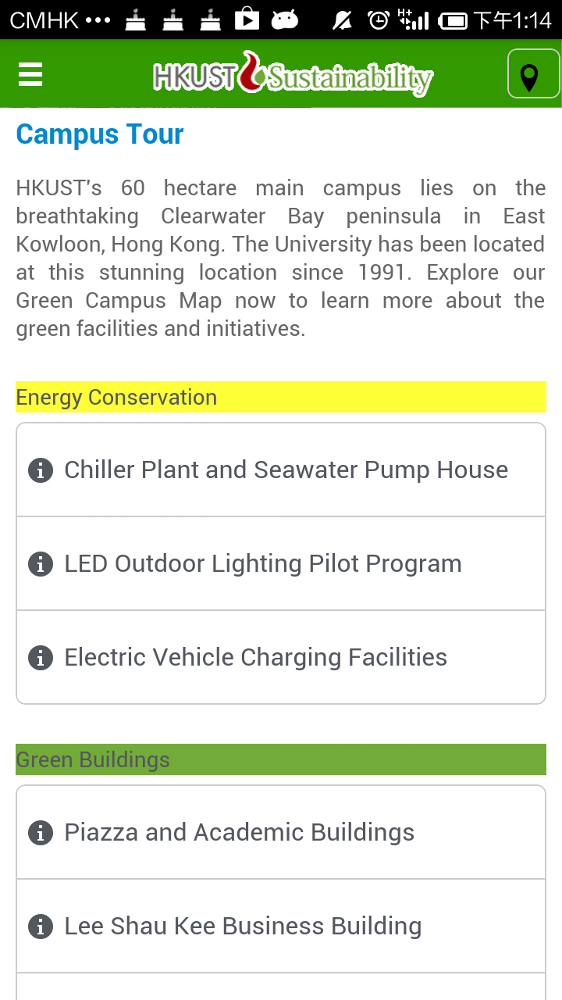 CMHK ••• H+ 下午1:14
HKUST Sustainability
Campus Tour
HKUST's 60 hectare main campus lies on the
breathtaking Clearwater Bay peninsula in East
Kowloon, Hong Kong. The University has been located
at this stunning location since 1991. Explore our
Green Campus Map now to learn more about the
green facilities and initiatives.
Energy Conservation
Chiller Plant and Seawater Pump House
LED Outdoor Lighting Pilot Program
Electric Vehicle Charging Facilities
Green Buildings
Piazza and Academic Buildings
Lee Shau Kee Business Building